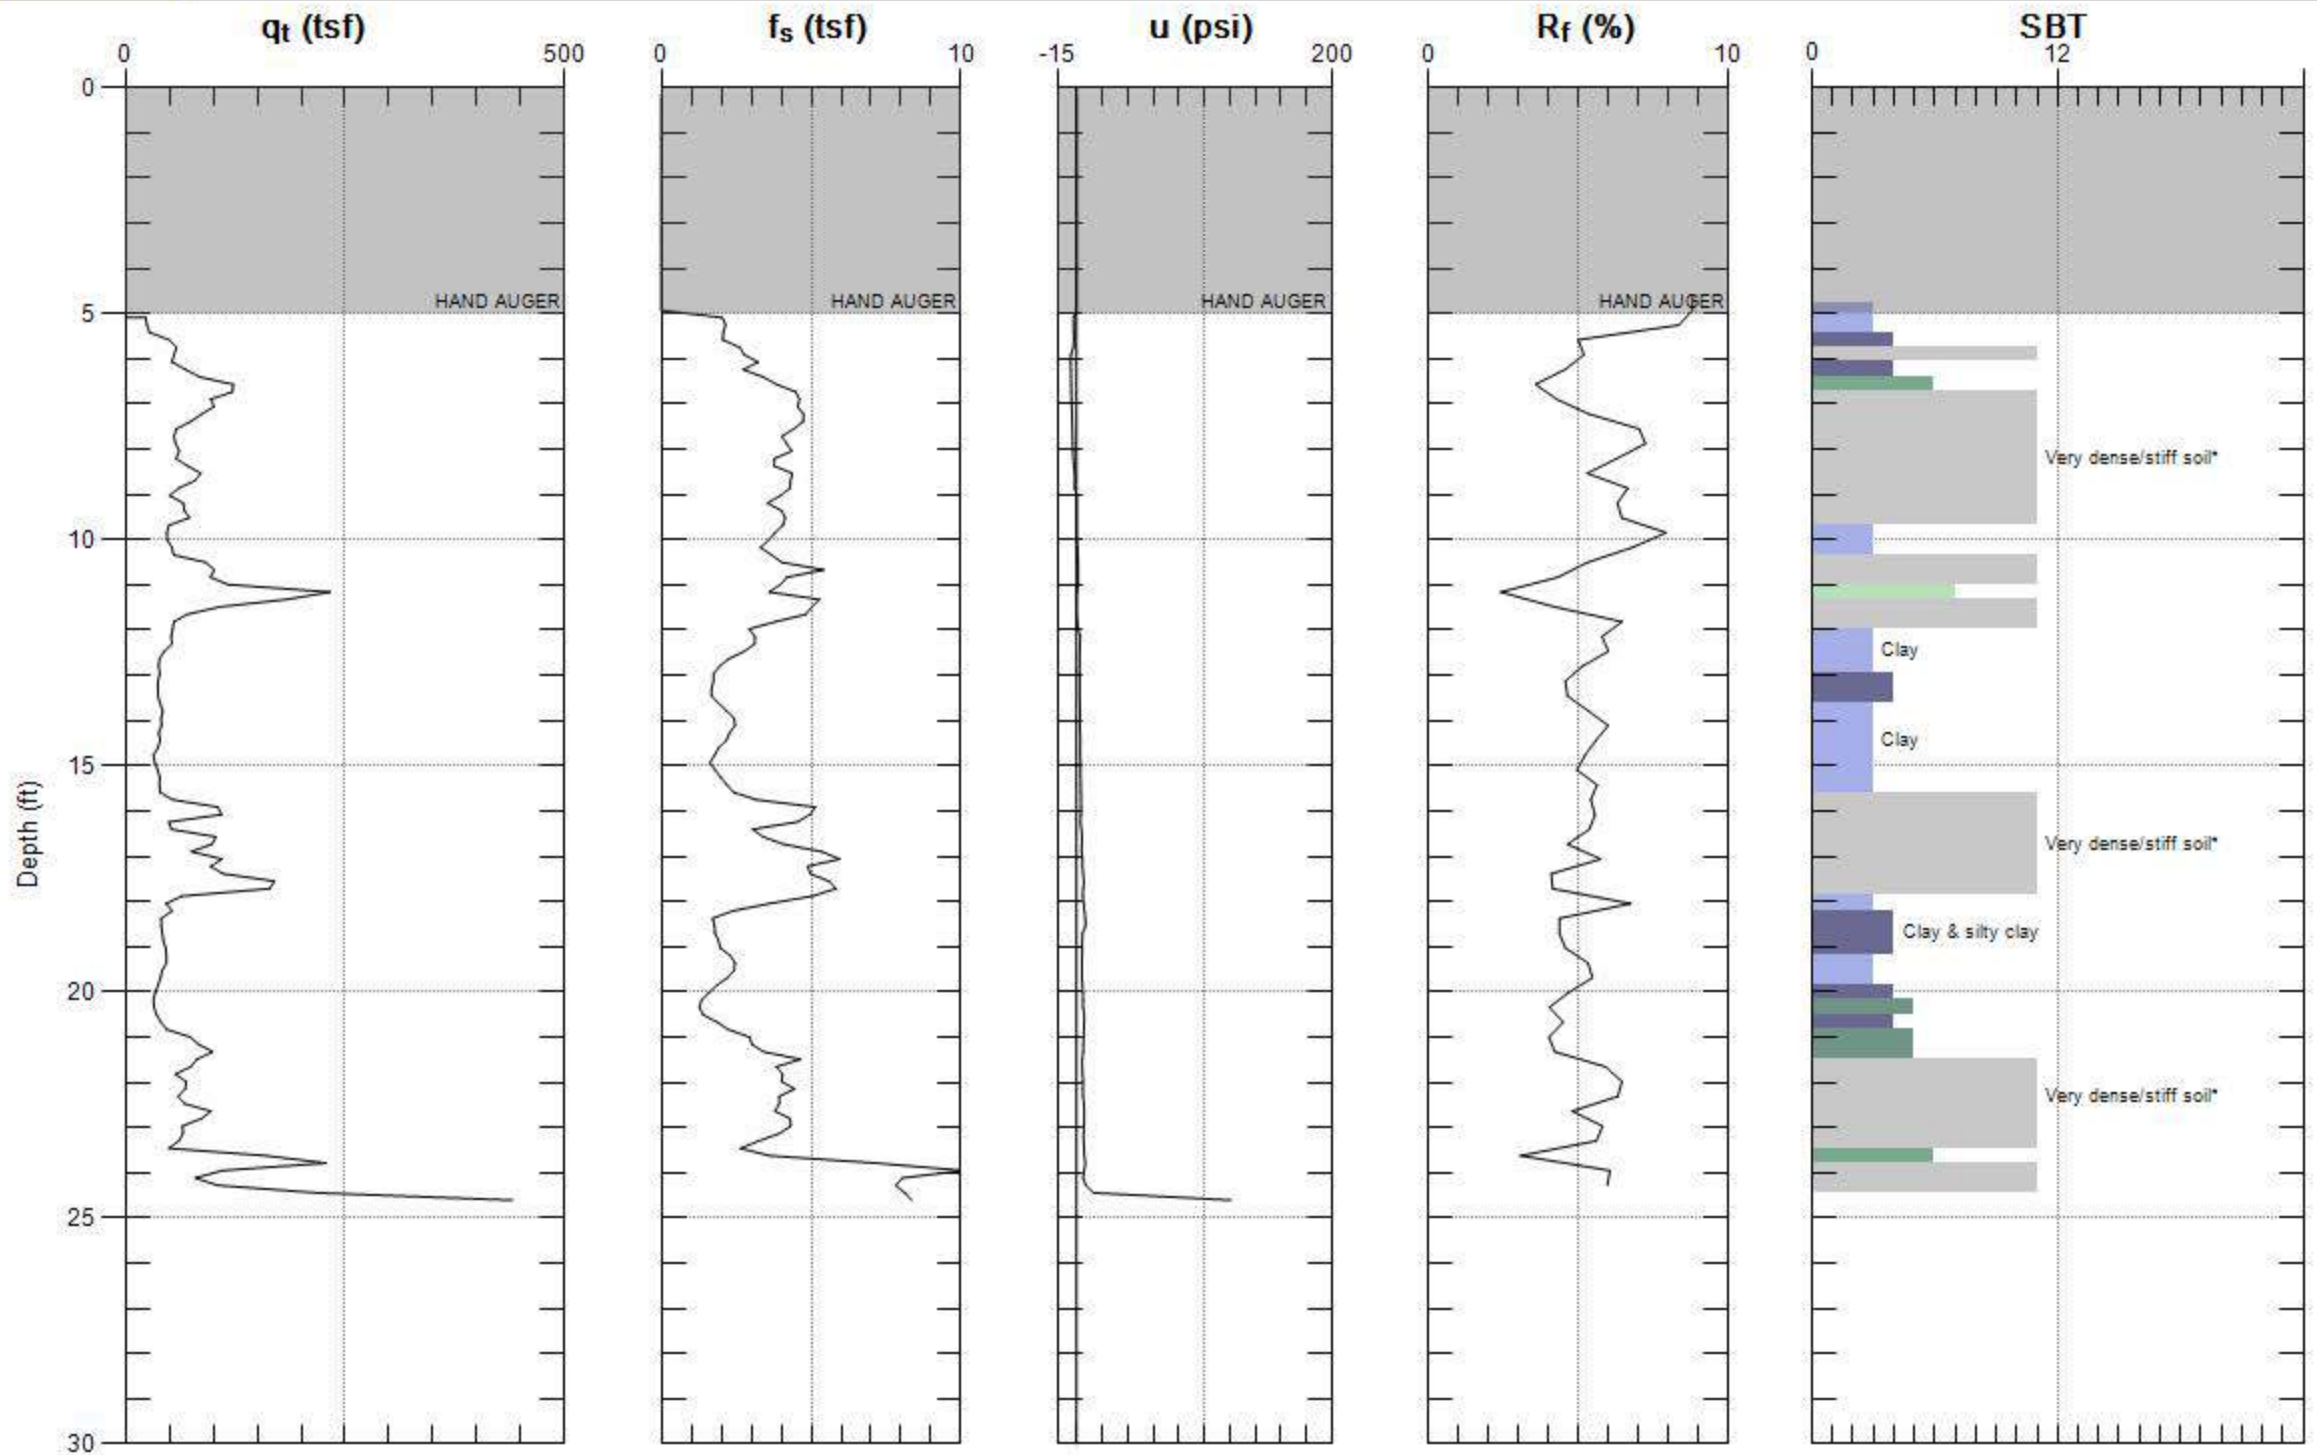 qt (tsf) fs (tsf) u (psi) Rf (%) SBT
0 500 0 10 -15 200 0 10 0 12
0
HAND AUGER HAND AUGER HAND AUGER HAND AUGER
5
Very dense/stiff soil*
10
Clay
Clay
15
Depth (ft)
Very dense/stiff soil*
Clay & silty clay
20
Very dense/stiff soil*
25
30